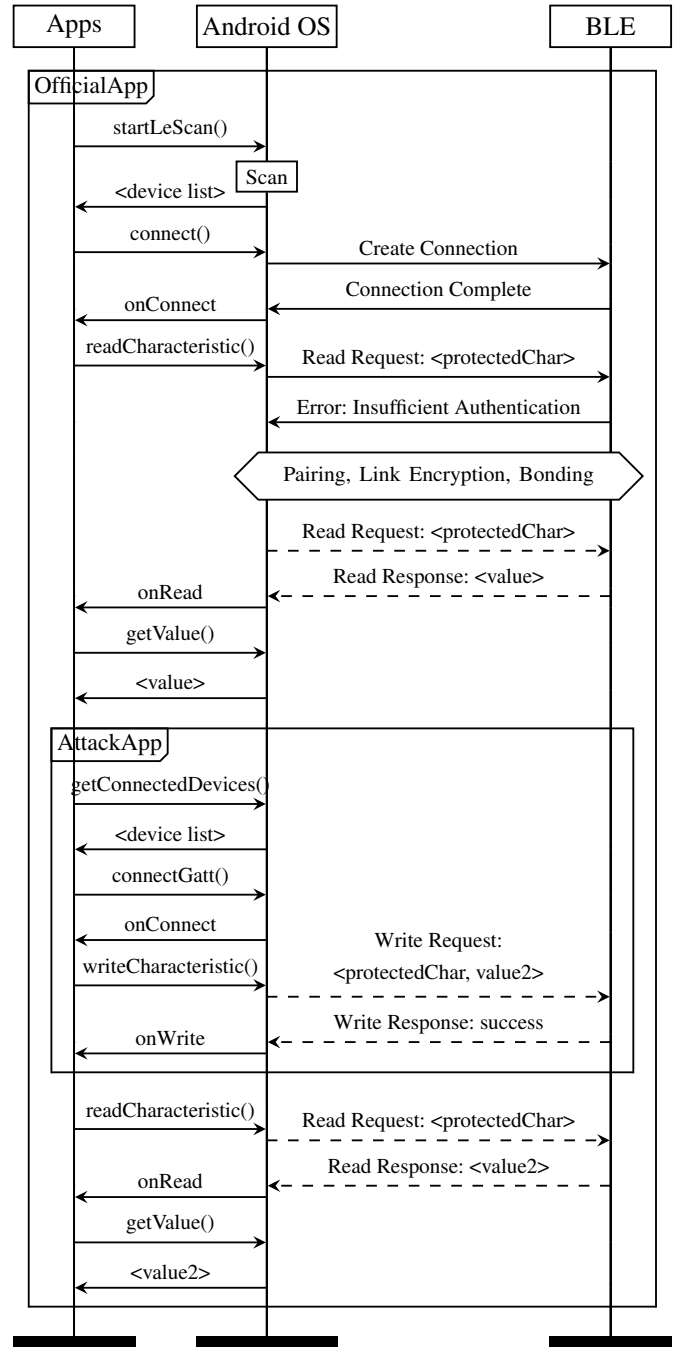 Apps
Android OS
BLE
OfficialApp
startLeScan()
Scan
<device list>
connect()
Create Connection
Connection Complete
onConnect
readCharacteristic()
Read Request: <protectedChar>
Error: Insufficient Authentication
Pairing, Link Encryption, Bonding
Read Request: <protectedChar>
Read Response: <value>
onRead
getValue()
<value>
AttackApp
getConnectedDevices()
<device list>
connectGatt()
onConnect
Write Request:
<protectedChar, value2>
writeCharacteristic()
Write Response: success
onWrite
readCharacteristic()
Read Request: <protectedChar>
Read Response: <value2>
onRead
getValue()
<value2>